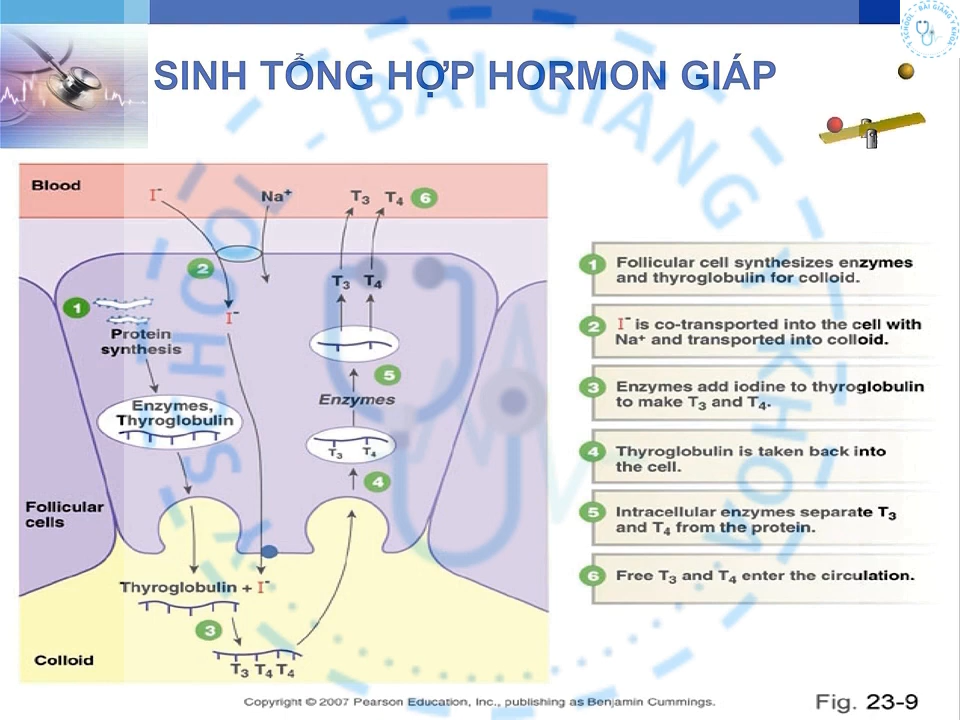 SINH TỔNG HỢP HORMON GIÁP
Y SCHOOL - BÀI GIẢNG Y KHOA
Blood
I⁻
Na⁺
T₃ T₄ 6
2
T₃ T₄
1
I⁻
Protein
synthesis
5
Enzymes
Enzymes,
Thyroglobulin
T₃ T₄
4
Follicular
cells
Thyroglobulin + I⁻
3
T₃ T₄ T₄
Colloid
1 Follicular cell synthesizes enzymes
and thyroglobulin for colloid.
2 I⁻ is co-transported into the cell with
Na⁺ and transported into colloid.
3 Enzymes add iodine to thyroglobulin
to make T₃ and T₄.
4 Thyroglobulin is taken back into
the cell.
5 Intracellular enzymes separate T₃
and T₄ from the protein.
6 Free T₃ and T₄ enter the circulation.
Copyright © 2007 Pearson Education, Inc., publishing as Benjamin Cummings.
Fig. 23-9